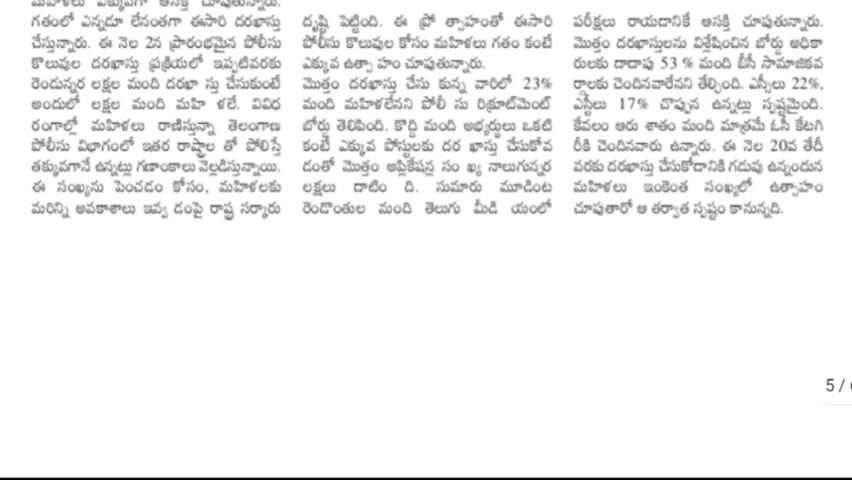 మహిళలు ఎక్కువగా ఆసక్తి చూపుతున్నారు.
గతంలో ఎన్నడూ లేనంతగా ఈసారి దరఖాస్తు
చేస్తున్నారు. ఈ నెల 2న ప్రారంభమైన పోలీసు
కొలువుల దరఖాస్తు ప్రక్రియలో ఇప్పటివరకు
రెండున్నర లక్షల మంది దరఖా స్తు చేసుకుంటే
అందులో లక్షల మంది మహి ళలే. వివిధ
రంగాల్లో మహిళలు రాణిస్తున్నా తెలంగాణ
పోలీసు విభాగంలో ఇతర రాష్ట్రాల తో పోలిస్తే
తక్కువగానే ఉన్నట్లు గణాంకాలు వెల్లడిస్తున్నాయి.
ఈ సంఖ్యను పెంచడం కోసం, మహిళలకు
మరిన్ని అవకాశాలు ఇవ్వ డంపై రాష్ట్ర సర్కారు
దృష్టి పెట్టింది. ఈ ప్రో త్సాహంతో ఈసారి
పోలీసు కొలువుల కోసం మహిళలు గతం కంటే
ఎక్కువ ఉత్సా హం చూపుతున్నారు.
మొత్తం దరఖాస్తు చేసు కున్న వారిలో 23%
మంది మహిళలేనని పోలీ సు రిక్రూట్‌మెంట్
బోర్డు తెలిపింది. కొద్ది మంది అభ్యర్థులు ఒకటి
కంటే ఎక్కువ పోస్టులకు దర ఖాస్తు చేసుకోవ
డంతో మొత్తం అప్లికేషన్ల సం ఖ్య నాలుగున్నర
లక్షలు దాటిం ది. సుమారు మూడింట
రెండొంతుల మంది తెలుగు మీడి యంలో
పరీక్షలు రాయడానికే ఆసక్తి చూపుతున్నారు.
మొత్తం దరఖాస్తులను విశ్లేషించిన బోర్డు అధికా
రులకు దాదాపు 53 % మంది బీసీ సామాజికవ
ర్గాలకు చెందినవారేనని తేల్చింది. ఎస్సీలు 22%,
ఎస్టీలు 17% చొప్పున ఉన్నట్లు స్పష్టమైంది.
కేవలం ఆరు శాతం మంది మాత్రమే ఓసీ కేటగి
రీకి చెందినవారు ఉన్నారు. ఈ నెల 20వ తేదీ
వరకు దరఖాస్తు చేసుకోడానికి గడువు ఉన్నందున
మహిళలు ఇంకెంత సంఖ్యలో ఉత్సాహం
చూపుతారో ఆ తర్వాత స్పష్టం కానున్నది.
5 /